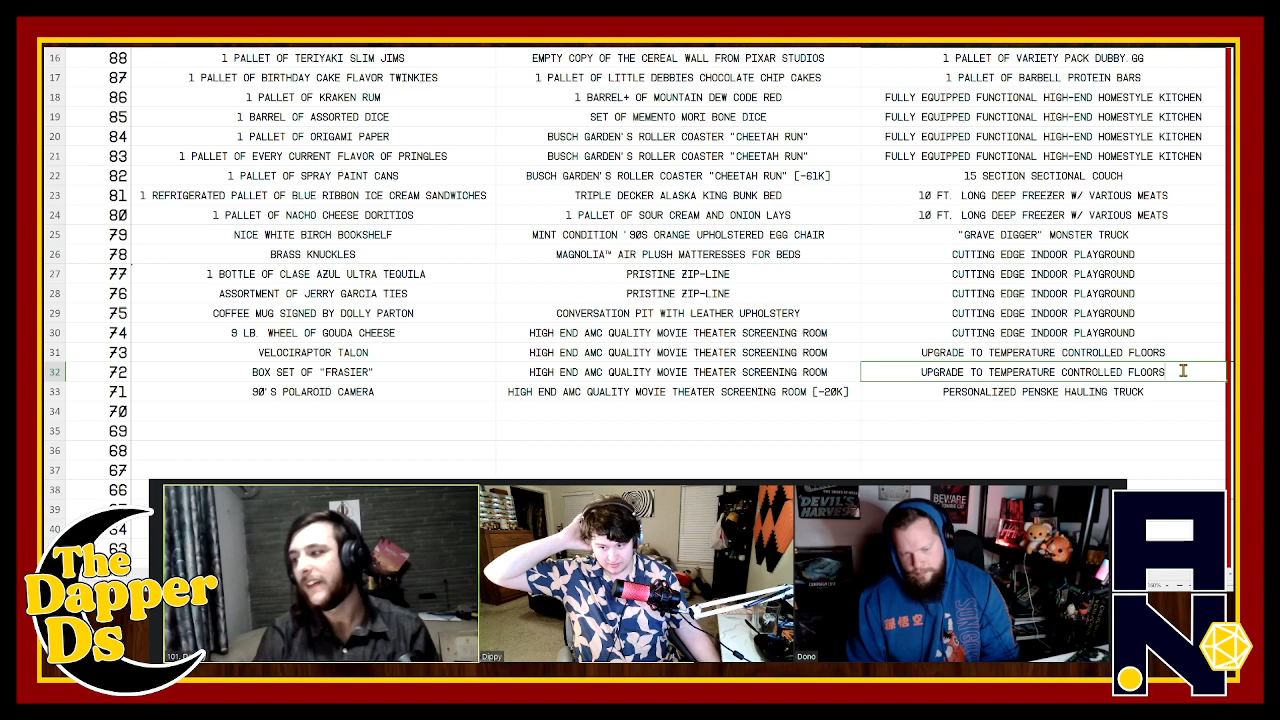 16 88 1 PALLET OF TERIYAKI SLIM JIMS EMPTY COPY OF THE CEREAL WALL FROM PIXAR STUDIOS 1 PALLET OF VARIETY PACK DUBBY.GG
17 87 1 PALLET OF BIRTHDAY CAKE FLAVOR TWINKIES 1 PALLET OF LITTLE DEBBIES CHOCOLATE CHIP CAKES 1 PALLET OF BARBELL PROTEIN BARS
18 86 1 PALLET OF KRAKEN RUM 1 BARREL+ OF MOUNTAIN DEW CODE RED FULLY EQUIPPED FUNCTIONAL HIGH-END HOMESTYLE KITCHEN
19 85 1 BARREL OF ASSORTED DICE SET OF MEMENTO MORI BONE DICE FULLY EQUIPPED FUNCTIONAL HIGH-END HOMESTYLE KITCHEN
20 84 1 PALLET OF ORIGAMI PAPER BUSCH GARDEN'S ROLLER COASTER "CHEETAH RUN" FULLY EQUIPPED FUNCTIONAL HIGH-END HOMESTYLE KITCHEN
21 83 1 PALLET OF EVERY CURRENT FLAVOR OF PRINGLES BUSCH GARDEN'S ROLLER COASTER "CHEETAH RUN" FULLY EQUIPPED FUNCTIONAL HIGH-END HOMESTYLE KITCHEN
22 82 1 PALLET OF SPRAY PAINT CANS BUSCH GARDEN'S ROLLER COASTER "CHEETAH RUN" [-61K] 15 SECTION SECTIONAL COUCH
23 81 1 REFRIGERATED PALLET OF BLUE RIBBON ICE CREAM SANDWICHES TRIPLE DECKER ALASKA KING BUNK BED 10 FT. LONG DEEP FREEZER W/ VARIOUS MEATS
24 80 1 PALLET OF NACHO CHEESE DORITIOS 1 PALLET OF SOUR CREAM AND ONION LAYS 10 FT. LONG DEEP FREEZER W/ VARIOUS MEATS
25 79 NICE WHITE BIRCH BOOKSHELF MINT CONDITION '90S ORANGE UPHOLSTERED EGG CHAIR "GRAVE DIGGER" MONSTER TRUCK
26 78 BRASS KNUCKLES MAGNOLIA™ AIR PLUSH MATTERESSES FOR BEDS CUTTING EDGE INDOOR PLAYGROUND
27 77 1 BOTTLE OF CLASE AZUL ULTRA TEQUILA PRISTINE ZIP-LINE CUTTING EDGE INDOOR PLAYGROUND
28 76 ASSORTMENT OF JERRY GARCIA TIES PRISTINE ZIP-LINE CUTTING EDGE INDOOR PLAYGROUND
29 75 COFFEE MUG SIGNED BY DOLLY PARTON CONVERSATION PIT WITH LEATHER UPHOLSTERY CUTTING EDGE INDOOR PLAYGROUND
30 74 9 LB. WHEEL OF GOUDA CHEESE HIGH END AMC QUALITY MOVIE THEATER SCREENING ROOM CUTTING EDGE INDOOR PLAYGROUND
31 73 VELOCIRAPTOR TALON HIGH END AMC QUALITY MOVIE THEATER SCREENING ROOM UPGRADE TO TEMPERATURE CONTROLLED FLOORS
32 72 BOX SET OF "FRASIER" HIGH END AMC QUALITY MOVIE THEATER SCREENING ROOM UPGRADE TO TEMPERATURE CONTROLLED FLOORS
33 71 90'S POLAROID CAMERA HIGH END AMC QUALITY MOVIE THEATER SCREENING ROOM [-20K] PERSONALIZED PENSKE HAULING TRUCK
34 70
35 69
36 68
37 67
38 66
The
Dapper
Ds
DEVIL'S
HARVEST
BEWARE
孫悟空
Dippy
Dono
N